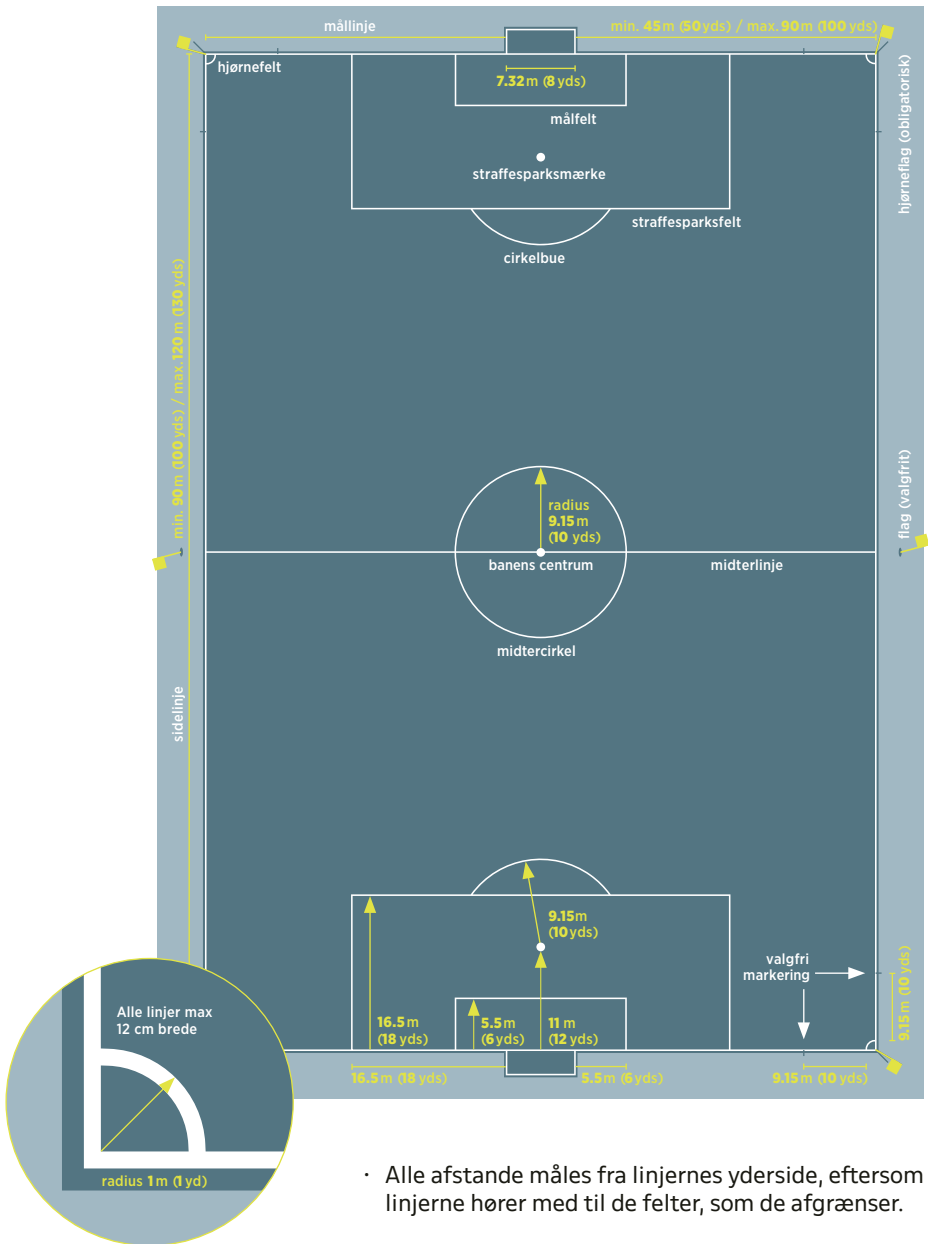 mållinje
min. 45 m (50 yds) / max. 90 m (100 yds)
hjørnefelt
7.32 m (8 yds)
målfelt
straffesparksmærke
straffesparksfelt
cirkelbue
hjørneflag (obligatorisk)
min. 90 m (100 yds) / max. 120 m (130 yds)
radius
9.15 m
(10 yds)
flag (valgfrit)
banens centrum
midterlinje
midtercirkel
sidelinje
9.15 m
(10 yds)
valgfri
markering
9.15 m (10 yds)
16.5 m
(18 yds)
5.5 m
(6 yds)
11 m
(12 yds)
16.5 m (18 yds)
5.5 m (6 yds)
9.15 m (10 yds)
Alle linjer max
12 cm brede
radius 1 m (1 yd)
· Alle afstande måles fra linjernes yderside, eftersom
linjerne hører med til de felter, som de afgrænser.